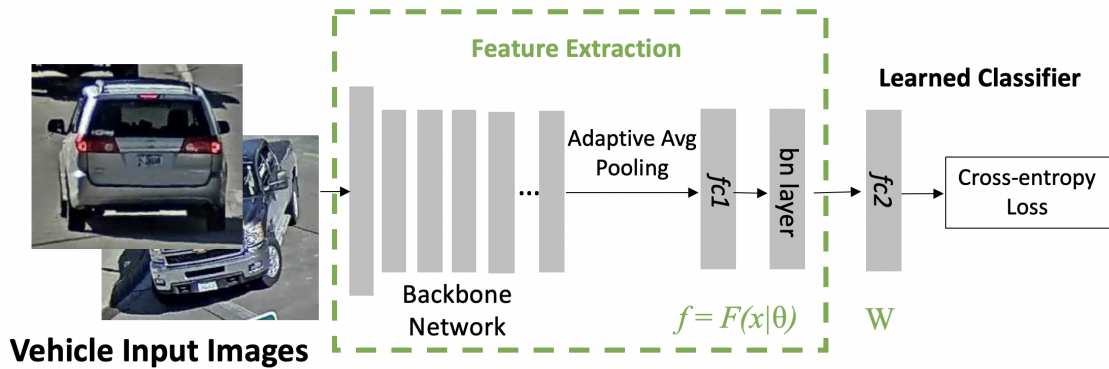 Feature Extraction
Learned Classifier
Adaptive Avg
Pooling
...
fc1
bn layer
fc2
Cross-entropy
Loss
Backbone
Network
f = F(x|θ)
W
Vehicle Input Images